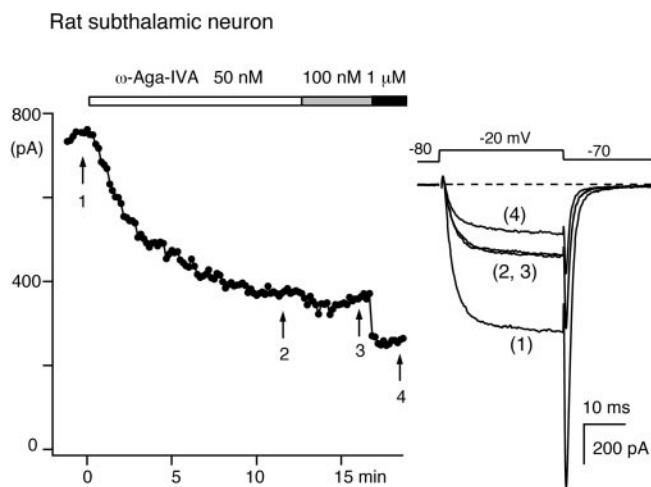 Rat subthalamic neuron
ω-Aga-IVA 50 nM 100 nM 1 μM
800
(pA)
400
0
1
2
3
4
0 5 10 15 min
-80 -20 mV -70
(4)
(2, 3)
(1)
10 ms
200 pA